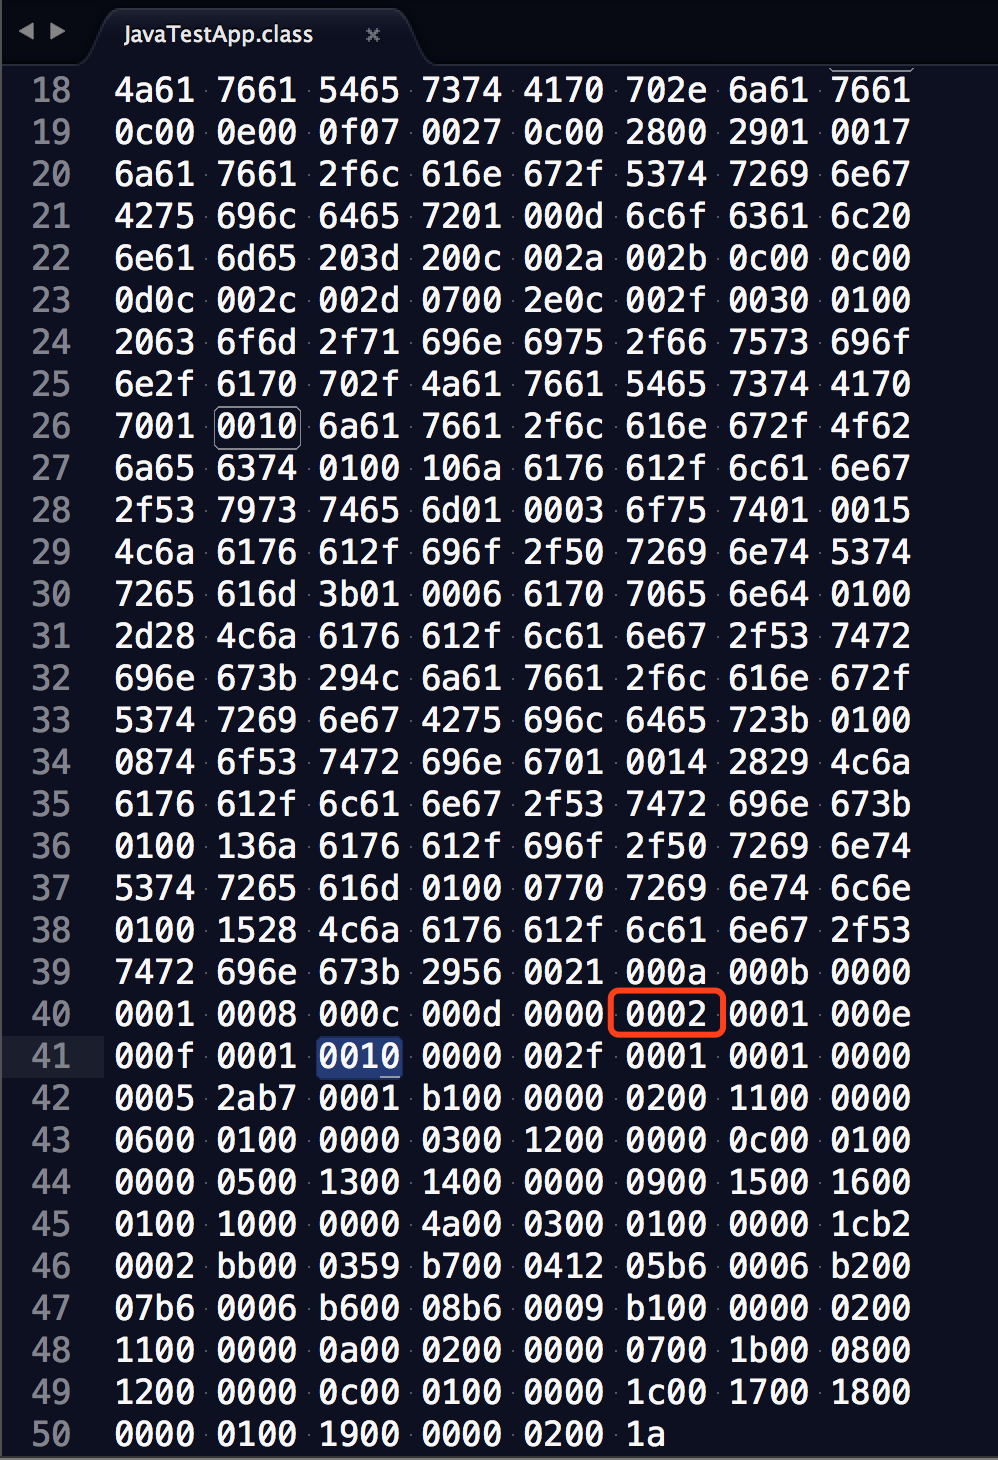 JavaTestApp.class
18 4a61 7661 5465 7374 4170 702e 6a61 7661
19 0c00 0e00 0f07 0027 0c00 2800 2901 0017
20 6a61 7661 2f6c 616e 672f 5374 7269 6e67
21 4275 696c 6465 7201 000d 6c6f 6361 6c20
22 6e61 6d65 203d 200c 002a 002b 0c00 0c00
23 0d0c 002c 002d 0700 2e0c 002f 0030 0100
24 2063 6f6d 2f71 696e 6975 2f66 7573 696f
25 6e2f 6170 702f 4a61 7661 5465 7374 4170
26 7001 0010 6a61 7661 2f6c 616e 672f 4f62
27 6a65 6374 0100 106a 6176 612f 6c61 6e67
28 2f53 7973 7465 6d01 0003 6f75 7401 0015
29 4c6a 6176 612f 696f 2f50 7269 6e74 5374
30 7265 616d 3b01 0006 6170 7065 6e64 0100
31 2d28 4c6a 6176 612f 6c61 6e67 2f53 7472
32 696e 673b 294c 6a61 7661 2f6c 616e 672f
33 5374 7269 6e67 4275 696c 6465 723b 0100
34 0874 6f53 7472 696e 6701 0014 2829 4c6a
35 6176 612f 6c61 6e67 2f53 7472 696e 673b
36 0100 136a 6176 612f 696f 2f50 7269 6e74
37 5374 7265 616d 0100 0770 7269 6e74 6c6e
38 0100 1528 4c6a 6176 612f 6c61 6e67 2f53
39 7472 696e 673b 2956 0021 000a 000b 0000
40 0001 0008 000c 000d 0000 0002 0001 000e
41 000f 0001 0010 0000 002f 0001 0001 0000
42 0005 2ab7 0001 b100 0000 0200 1100 0000
43 0600 0100 0000 0300 1200 0000 0c00 0100
44 0000 0500 1300 1400 0000 0900 1500 1600
45 0100 1000 0000 4a00 0300 0100 0000 1cb2
46 0002 bb00 0359 b700 0412 05b6 0006 b200
47 07b6 0006 b600 08b6 0009 b100 0000 0200
48 1100 0000 0a00 0200 0000 0700 1b00 0800
49 1200 0000 0c00 0100 0000 1c00 1700 1800
50 0000 0100 1900 0000 0200 1a